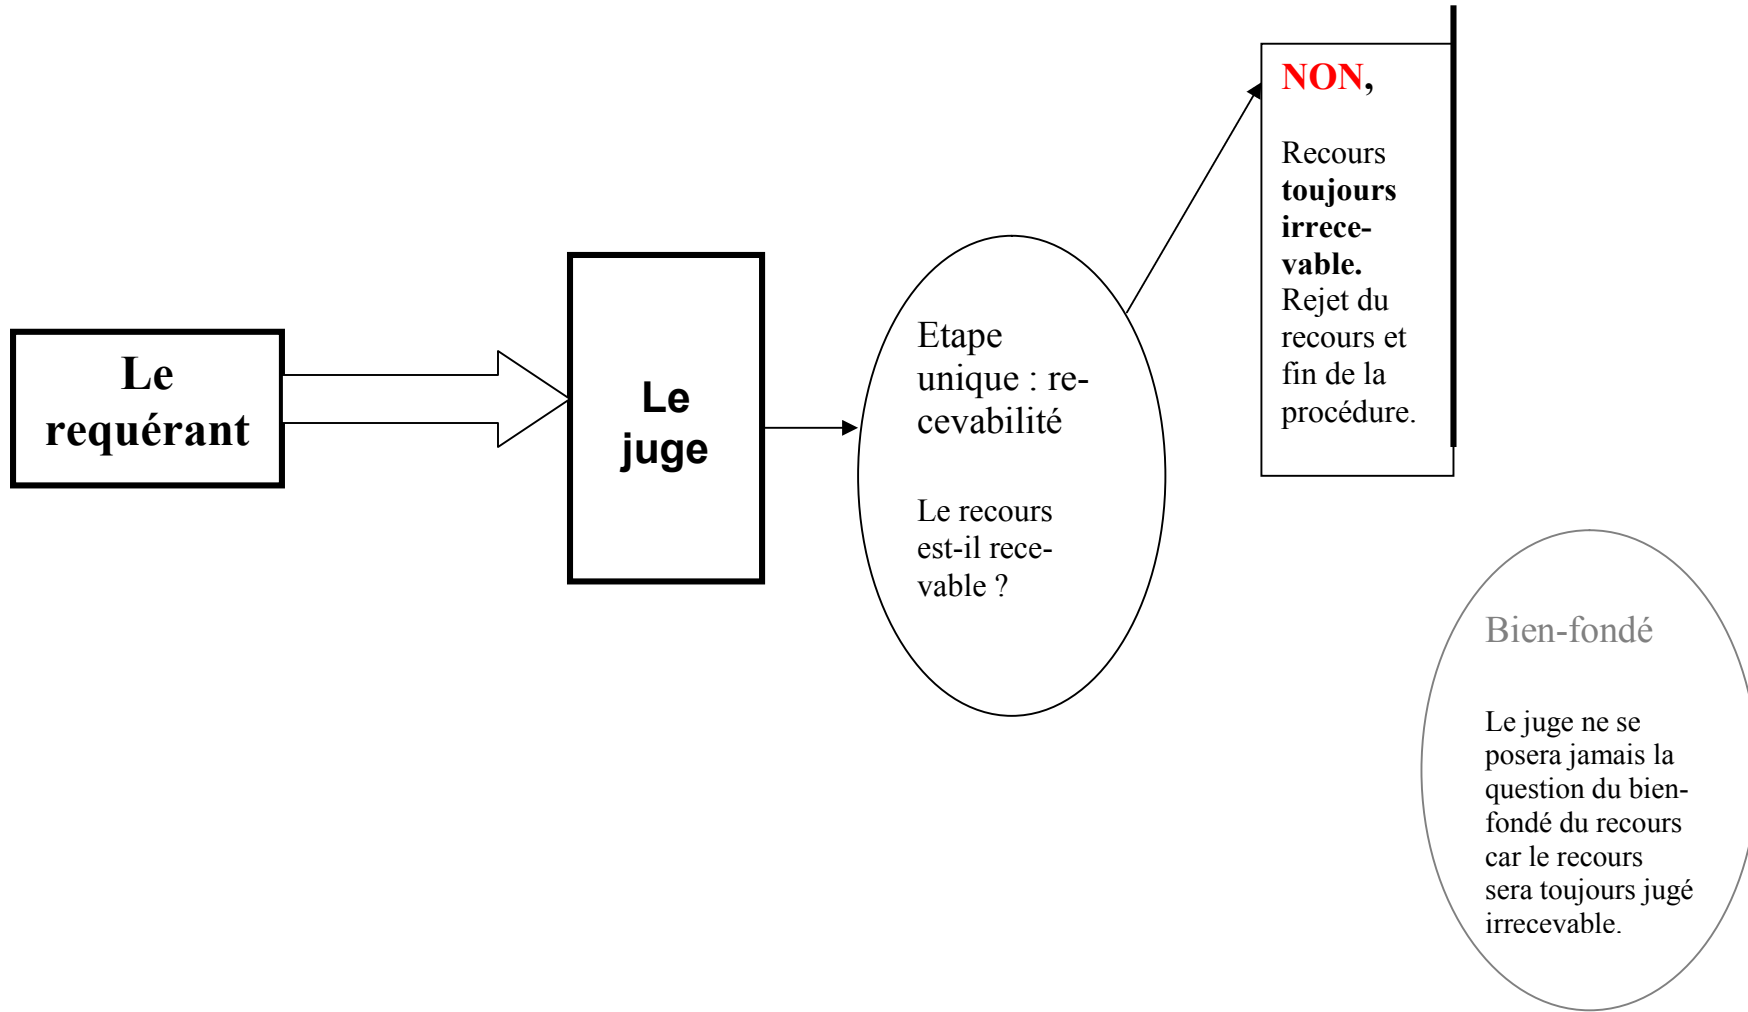 Le
requérant
Le
juge
Etape
unique : re-
cevabilité
Le recours
est-il rece-
vable ?
NON,
Recours
toujours
irrece-
vable.
Rejet du
recours et
fin de la
procédure.
Bien-fondé
Le juge ne se
posera jamais la
question du bien-
fondé du recours
car le recours
sera toujours jugé
irrecevable.